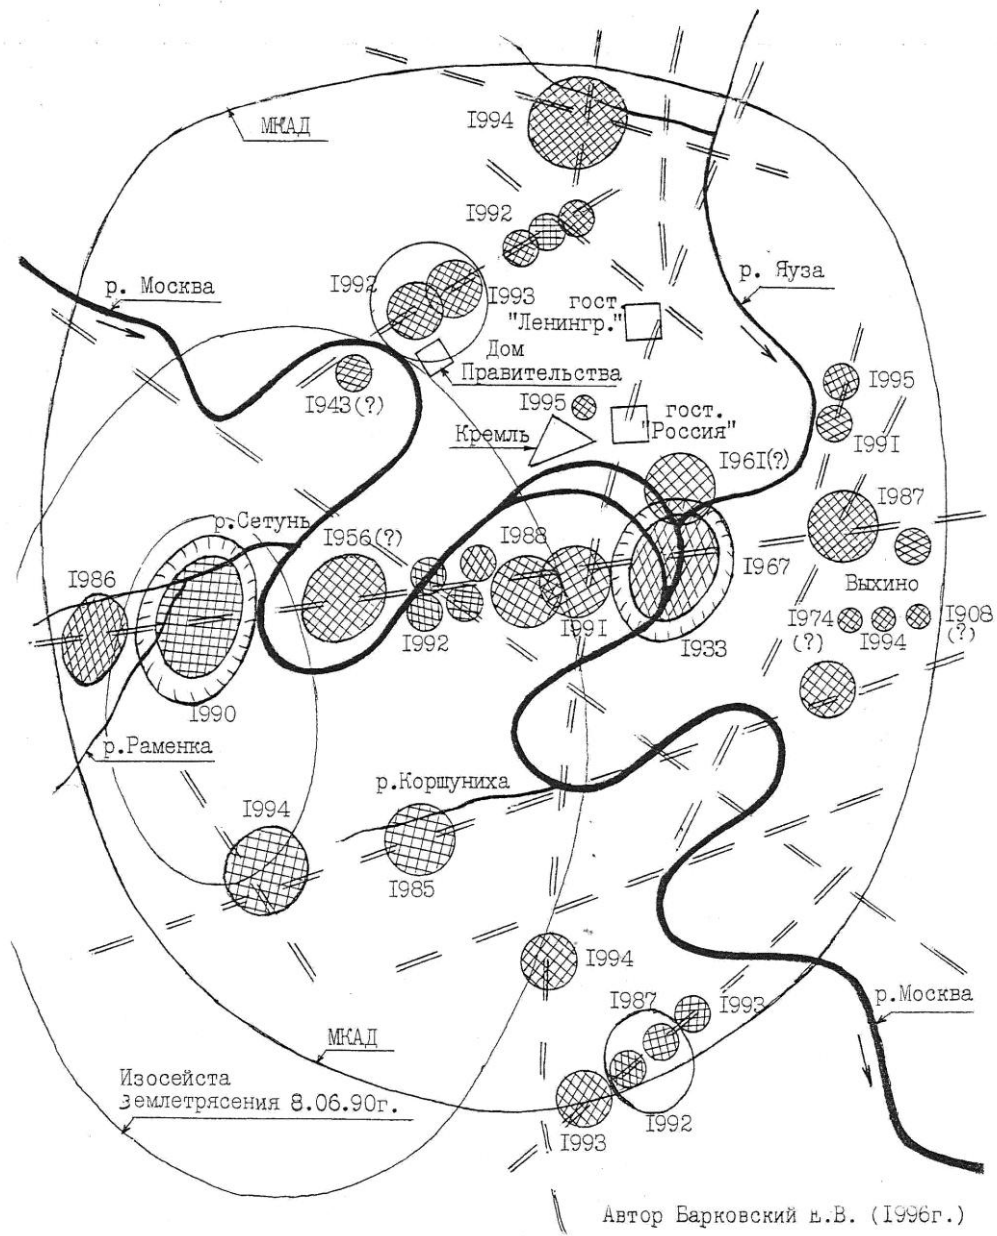 МКАД
I994
I992
р. Москва
I992
I993
р. Яуза
гост.
"Ленингр."
Дом
Правительства
I943(?)
I995
гост.
"Россия"
Кремль
I995
I99I
I96I(?)
I987
р.Сетунь
I956(?)
I988
I967
Выхино
I986
I992
I99I
I933
I974
(?)
I994
I908
(?)
I990
р.Раменка
р.Коршуниха
I994
I985
I994
I987
I993
р.Москва
МКАД
Изосейста
землетрясения 8.06.90г.
I992
I993
Автор Барковский В. (I996г.)